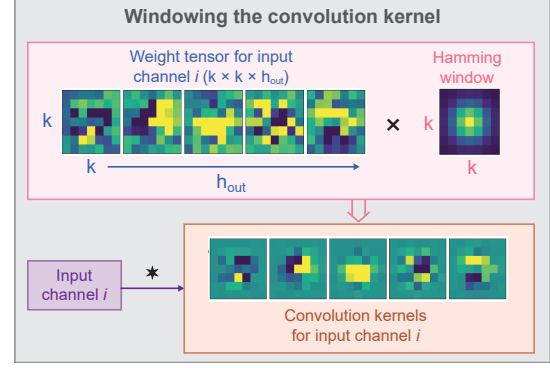 Windowing the convolution kernel
Weight tensor for input
channel i (k × k × hout)
Hamming
window
k
×
k
k
hout
k
Input
channel i
✶
Convolution kernels
for input channel i